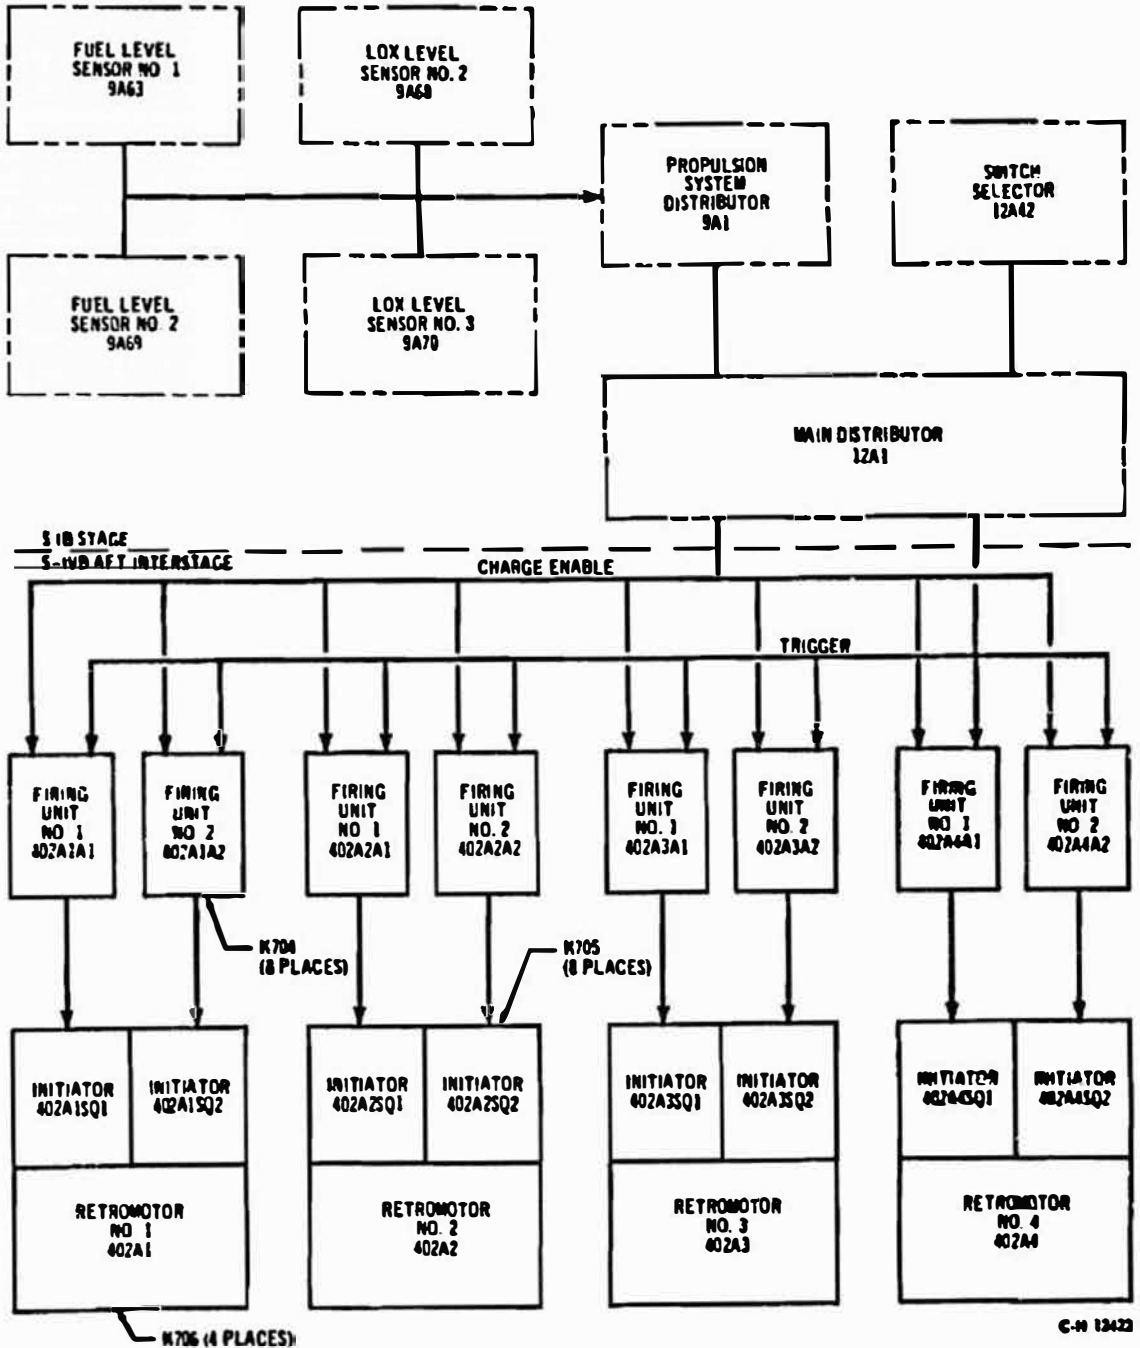 FUEL LEVEL
SENSOR NO 1
9A63
LOX LEVEL
SENSOR NO. 2
9A68
PROPULSION
SYSTEM
DISTRIBUTOR
9A1
SWITCH
SELECTOR
12A42
FUEL LEVEL
SENSOR NO. 2
9A69
LOX LEVEL
SENSOR NO. 3
9A70
MAIN DISTRIBUTOR
12A1
S-IB STAGE
S-IVB AFT INTERSTAGE
CHARGE ENABLE
TRIGGER
FIRING
UNIT
NO 1
402A1A1
FIRING
UNIT
NO 2
402A1A2
FIRING
UNIT
NO 1
402A2A1
FIRING
UNIT
NO. 2
402A2A2
FIRING
UNIT
NO. 1
402A3A1
FIRING
UNIT
NO. 2
402A3A2
FIRING
UNIT
NO 1
402A4A1
FIRING
UNIT
NO 2
402A4A2
K704
(8 PLACES)
K705
(8 PLACES)
INITIATOR
402A1SQ1
INITIATOR
402A1SQ2
INITIATOR
402A2SQ1
INITIATOR
402A2SQ2
INITIATOR
402A3SQ1
INITIATOR
402A3SQ2
INITIATOR
402A4SQ1
INITIATOR
402A4SQ2
RETROMOTOR
NO 1
402A1
RETROMOTOR
NO. 2
402A2
RETROMOTOR
NO. 3
402A3
RETROMOTOR
NO. 4
402A4
K706 (4 PLACES)
C-H 13422